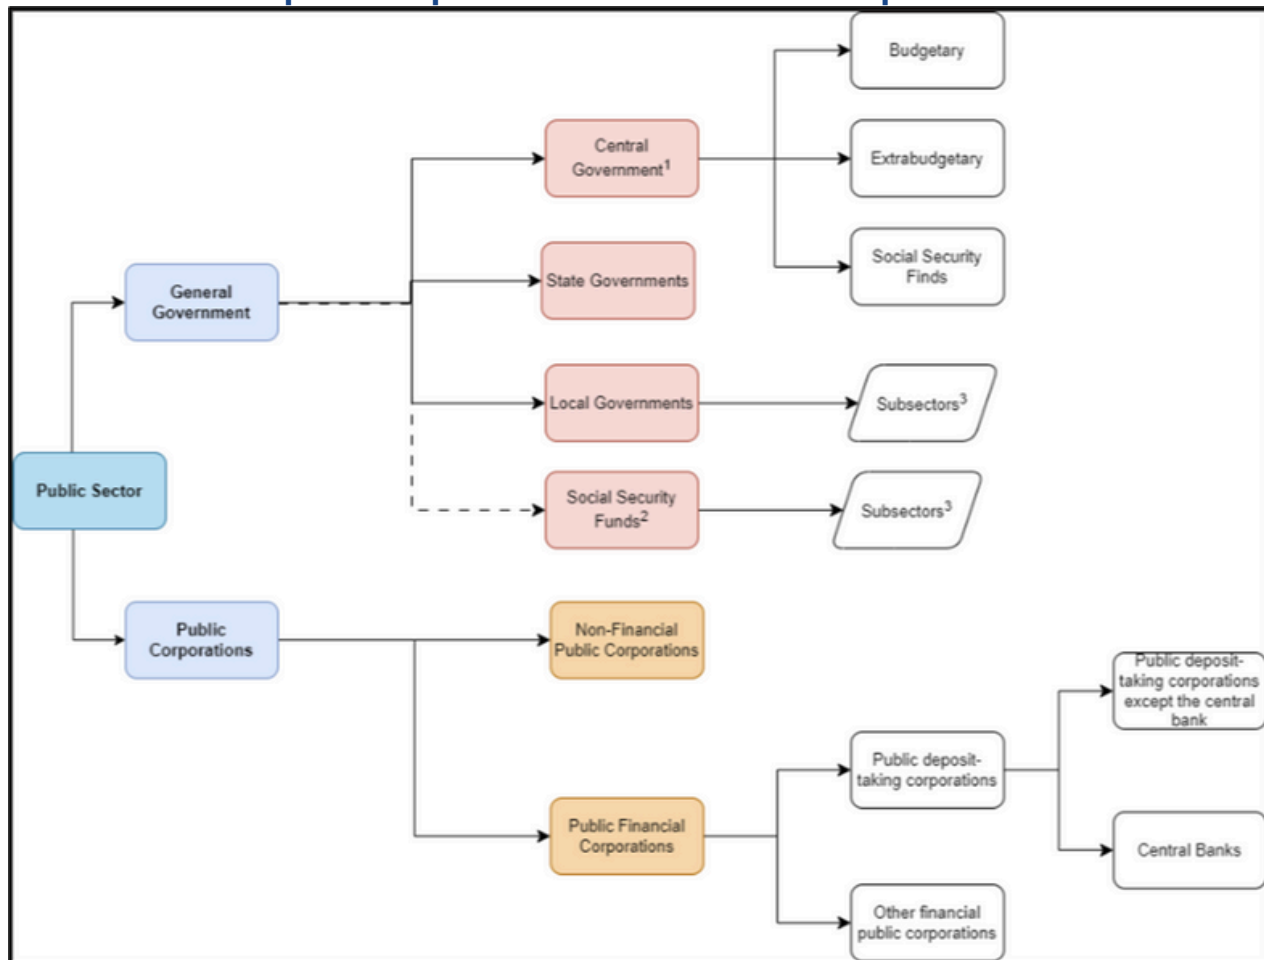 Budgetary
Central
Government¹
Extrabudgetary
Social Security
Finds
General
Government
State Governments
Local Governments
Subsectors³
Public Sector
Social Security
Funds²
Subsectors³
Public
Corporations
Non-Financial
Public Corporations
Public deposit-
taking corporations
except the central
bank
Public deposit-
taking corporations
Public Financial
Corporations
Central Banks
Other financial
public corporations